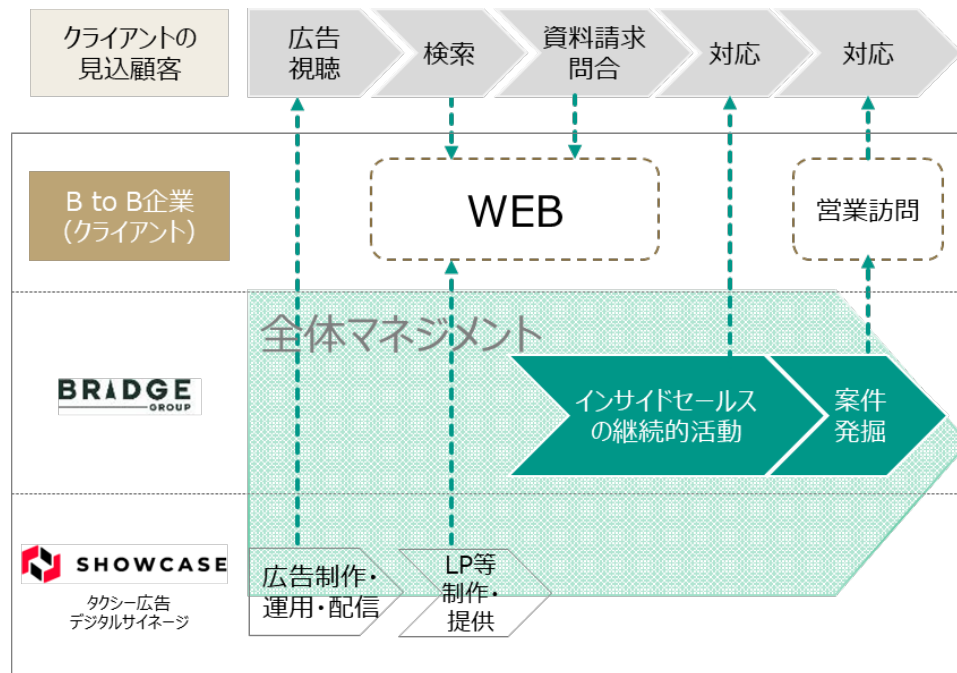 クライアントの
見込顧客
広告
視聴
検索
資料請求
問合
対応
対応
B to B企業
(クライアント)
WEB
営業訪問
全体マネジメント
BRIDGE
GROUP
インサイドセールス
の継続的活動
案件
発掘
SHOWCASE
タクシー広告
デジタルサイネージ
広告制作・
運用・配信
LP等
制作・
提供